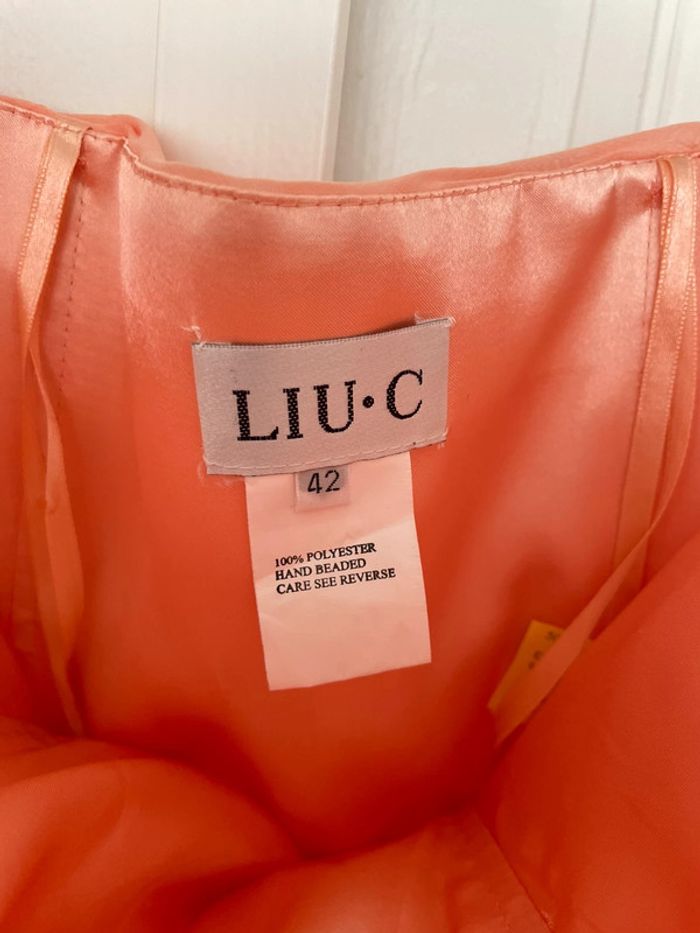 LIU·C
42
100% POLYESTER
HAND BEADED
CARE SEE REVERSE